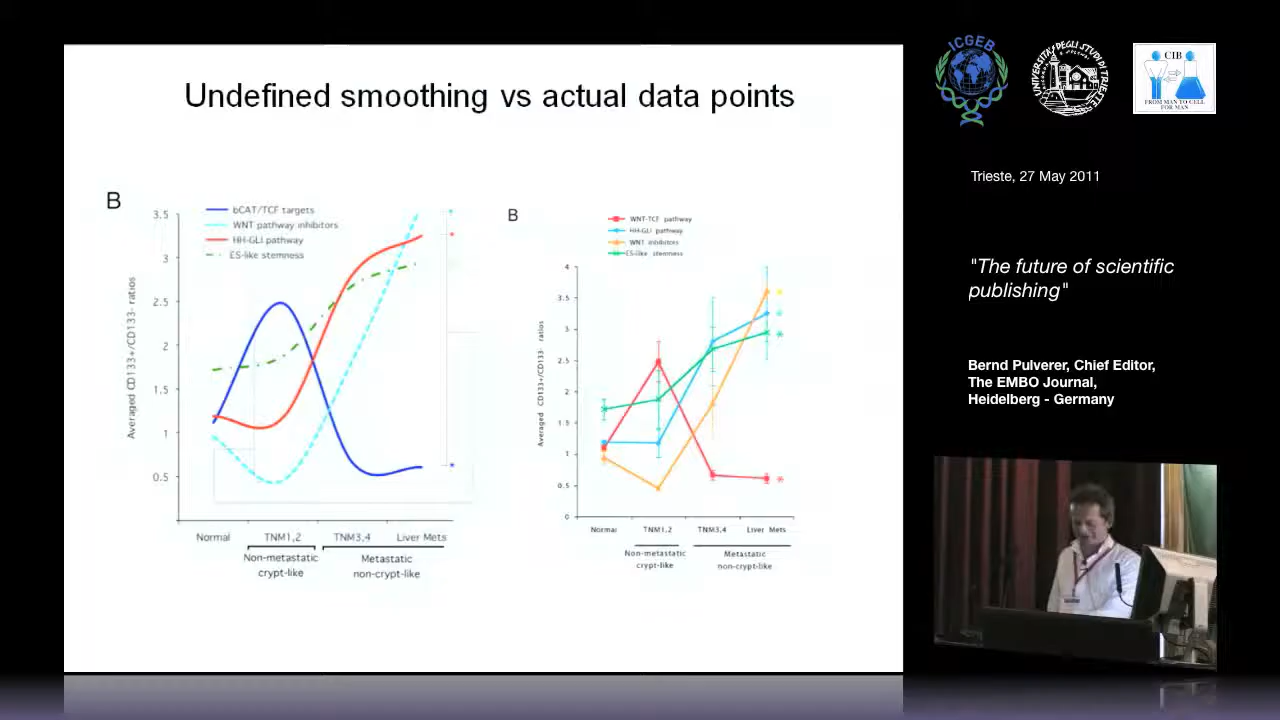 Undefined smoothing vs actual data points
B
3.5
3
2.5
2
1.5
1
0.5
Averaged CD133+/CD133- ratios
bCAT/TCF targets
WNT pathway inhibitors
HH-GLI pathway
ES-like stemness
Normal
TNM1,2
TNM3,4
Liver Mets
Non-metastatic
crypt-like
Metastatic
non-crypt-like
B
WNT-TCF pathway
HH-GLI pathway
WNT inhibitors
ES-like stemness
4
3.5
3
2.5
2
1.5
1
0.5
0
Averaged CD133+/CD133- ratios
Normal
TNM1,2
TNM3,4
Liver Mets
Non-metastatic
crypt-like
Metastatic
non-crypt-like
ICGEB
UNIVERSITA DEGLI STUDI DI TRIESTE
CIB
FROM MAN TO CELL
FOR MAN
Trieste, 27 May 2011
"The future of scientific
publishing"
Bernd Pulverer, Chief Editor,
The EMBO Journal,
Heidelberg - Germany